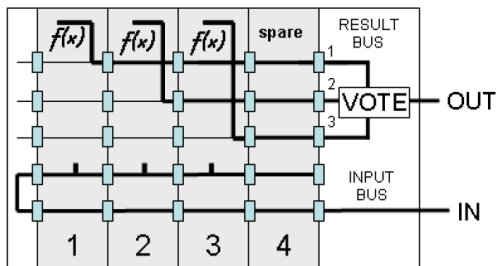 f(x) f(x) f(x) spare RESULT
BUS
1
2
VOTE OUT
3
INPUT
BUS
IN
1 2 3 4